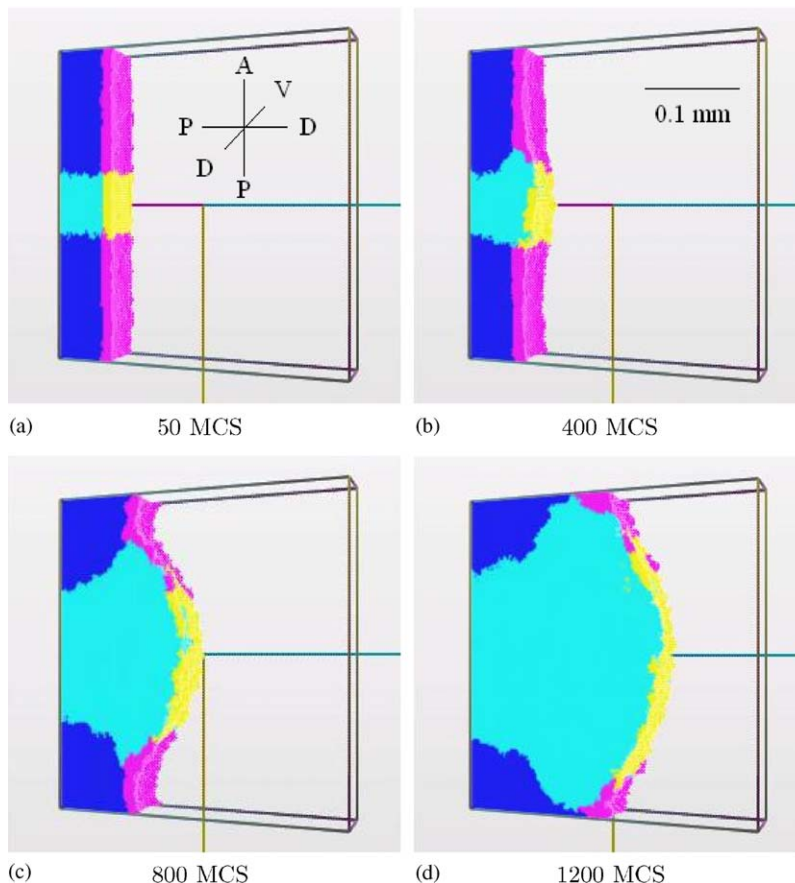 A
V
P D
D
P
0.1 mm
(a) 50 MCS
(b) 400 MCS
(c) 800 MCS
(d) 1200 MCS